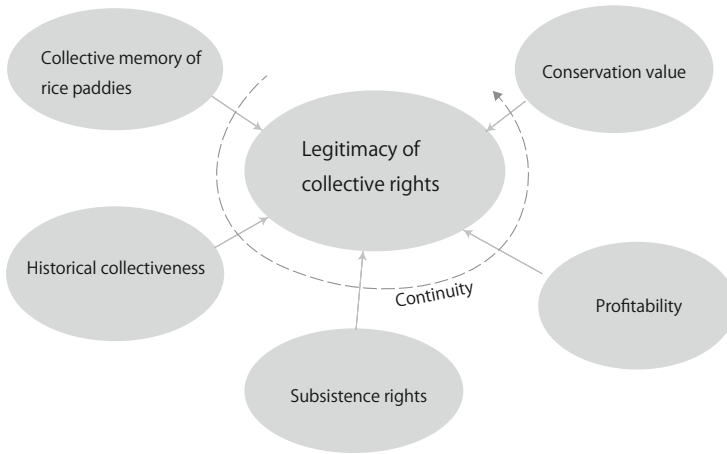 Collective memory of
rice paddies
Conservation value
Legitimacy of
collective rights
Historical collectiveness
Continuity
Profitability
Subsistence rights